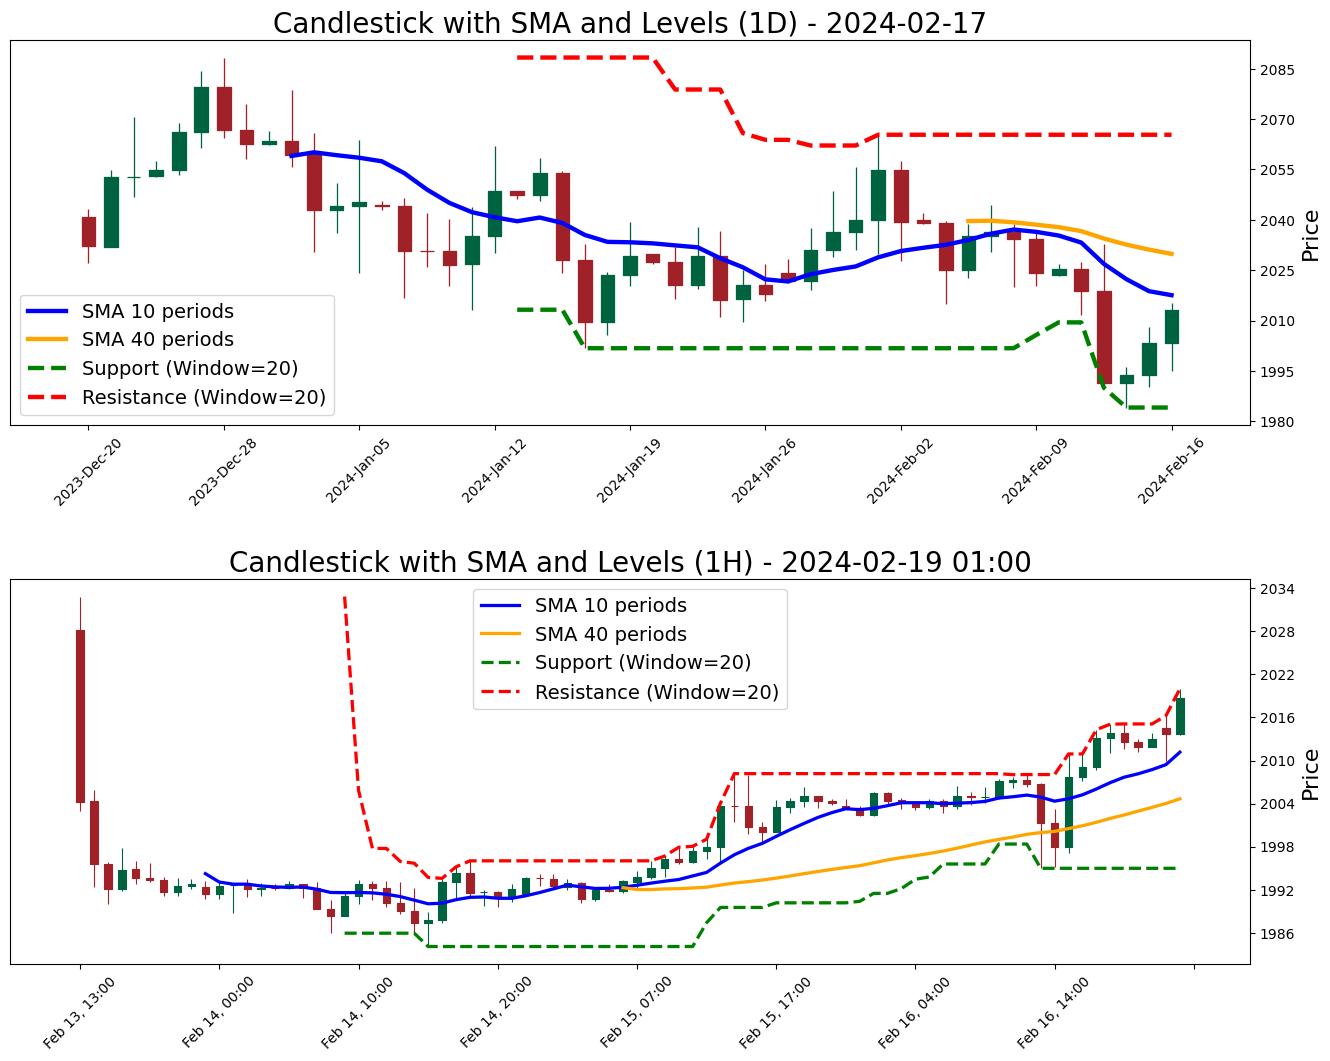 Candlestick with SMA and Levels (1D) - 2024-02-17
2085
2070
2055
2040
2025
2010
1995
1980
Price
SMA 10 periods
SMA 40 periods
Support (Window=20)
Resistance (Window=20)
2023-Dec-20
2023-Dec-28
2024-Jan-05
2024-Jan-12
2024-Jan-19
2024-Jan-26
2024-Feb-02
2024-Feb-09
2024-Feb-16
Candlestick with SMA and Levels (1H) - 2024-02-19 01:00
2034
2028
2022
2016
2010
2004
1998
1992
1986
Price
SMA 10 periods
SMA 40 periods
Support (Window=20)
Resistance (Window=20)
Feb 13, 13:00
Feb 14, 00:00
Feb 14, 10:00
Feb 14, 20:00
Feb 15, 07:00
Feb 15, 17:00
Feb 16, 04:00
Feb 16, 14:00